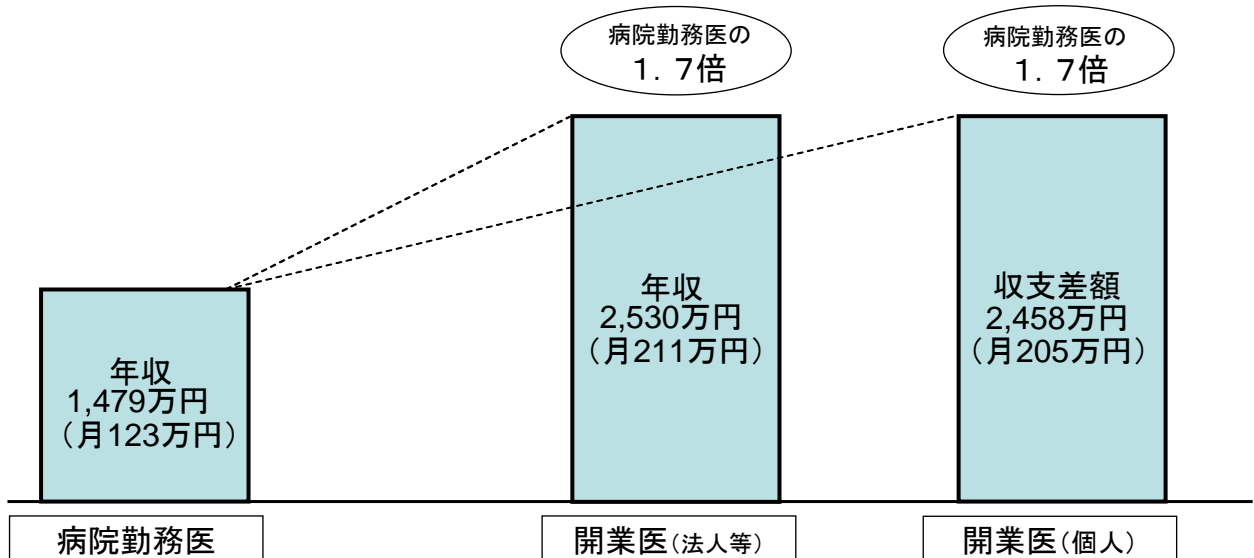 病院勤務医の
1．7倍
病院勤務医の
1．7倍
年収
1,479万円
（月123万円）
年収
2,530万円
（月211万円）
収支差額
2,458万円
（月205万円）
病院勤務医
開業医（法人等）
開業医（個人）